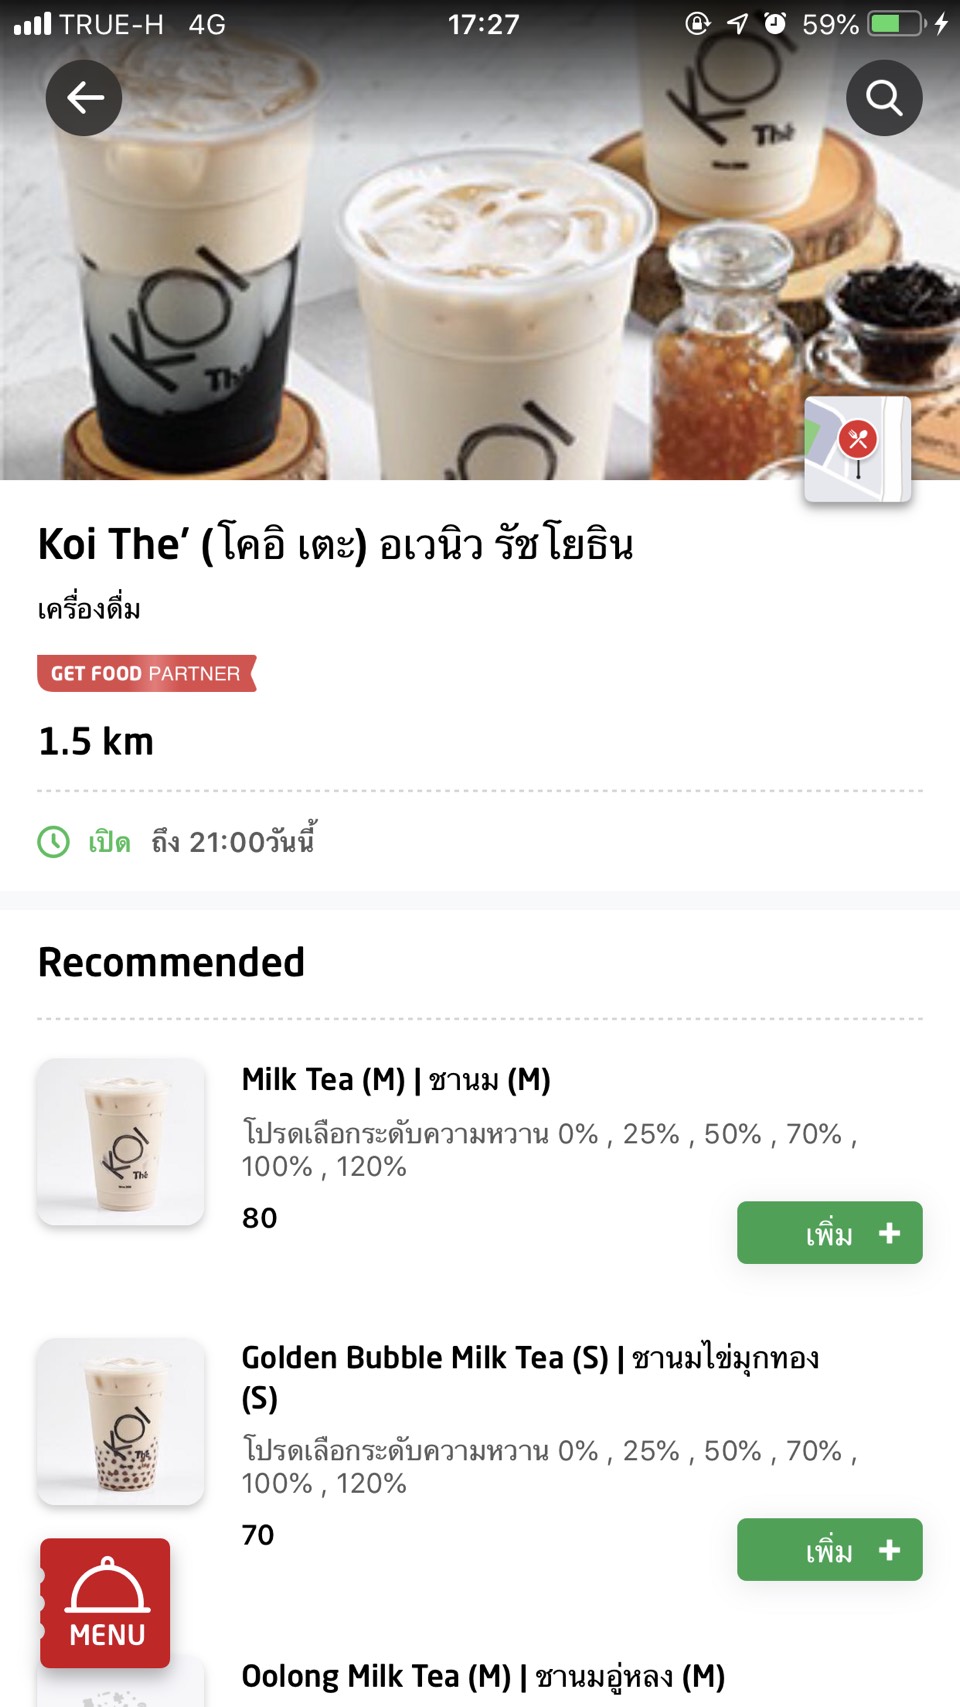 TRUE-H 4G 17:27 59%
KOI
Thé
KOI
Thé
KOI
Koi The’ (โคอิ เตะ) อเวนิว รัชโยธิน
เครื่องดื่ม
GET FOOD PARTNER
1.5 km
เปิด ถึง 21:00วันนี้
Recommended
Milk Tea (M) | ชานม (M)
โปรดเลือกระดับความหวาน 0% , 25% , 50% , 70% ,
100% , 120%
KOI
Thé
80
เพิ่ม +
Golden Bubble Milk Tea (S) | ชานมไข่มุกทอง
(S)
โปรดเลือกระดับความหวาน 0% , 25% , 50% , 70% ,
100% , 120%
KOI
Thé
70
เพิ่ม +
MENU
Oolong Milk Tea (M) | ชานมอู่หลง (M)